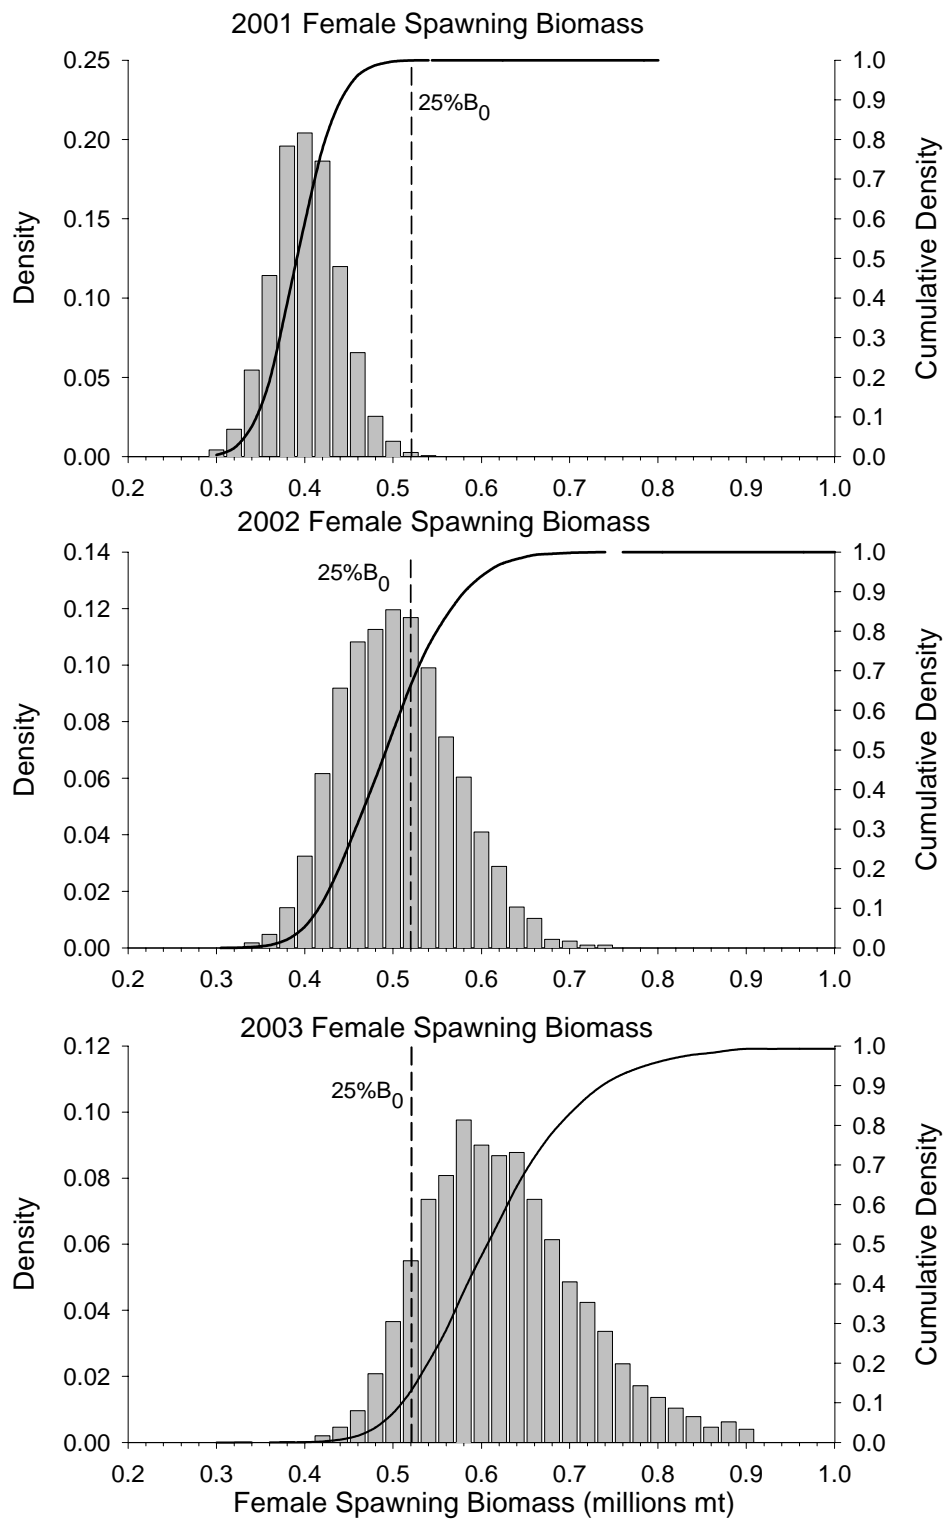 2001 Female Spawning Biomass
0.25 1.0
25%B0
0.9
0.20 0.8
0.7
0.15 0.6
Density 0.5 Cumulative Density
0.10 0.4
0.3
0.05 0.2
0.1
0.00 0.0
0.2 0.3 0.4 0.5 0.6 0.7 0.8 0.9 1.0
2002 Female Spawning Biomass
0.14 1.0
25%B0
0.9
0.12
0.8
0.10 0.7
0.08 0.6
Density 0.5 Cumulative Density
0.06
0.4
0.04 0.3
0.2
0.02
0.1
0.00 0.0
0.2 0.3 0.4 0.5 0.6 0.7 0.8 0.9 1.0
2003 Female Spawning Biomass
0.12 1.0
25%B0
0.9
0.10
0.8
0.08 0.7
0.6
0.06
Density 0.5 Cumulative Density
0.04 0.4
0.3
0.02 0.2
0.1
0.00 0.0
0.2 0.3 0.4 0.5 0.6 0.7 0.8 0.9 1.0
Female Spawning Biomass (millions mt)